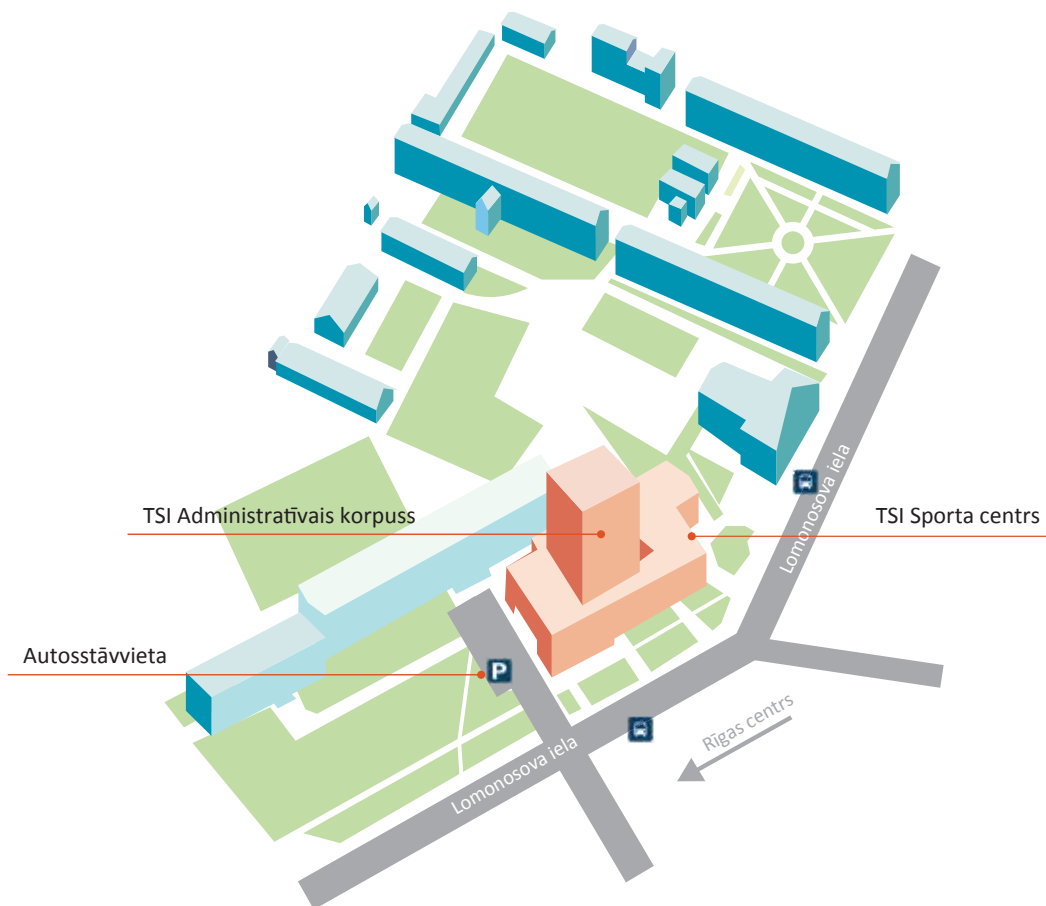 TSI Administratīvais korpuss
TSI Sporta centrs
Lomonosova iela
Autosstāvvieta
P
Rīgas centrs
Lomonosova iela